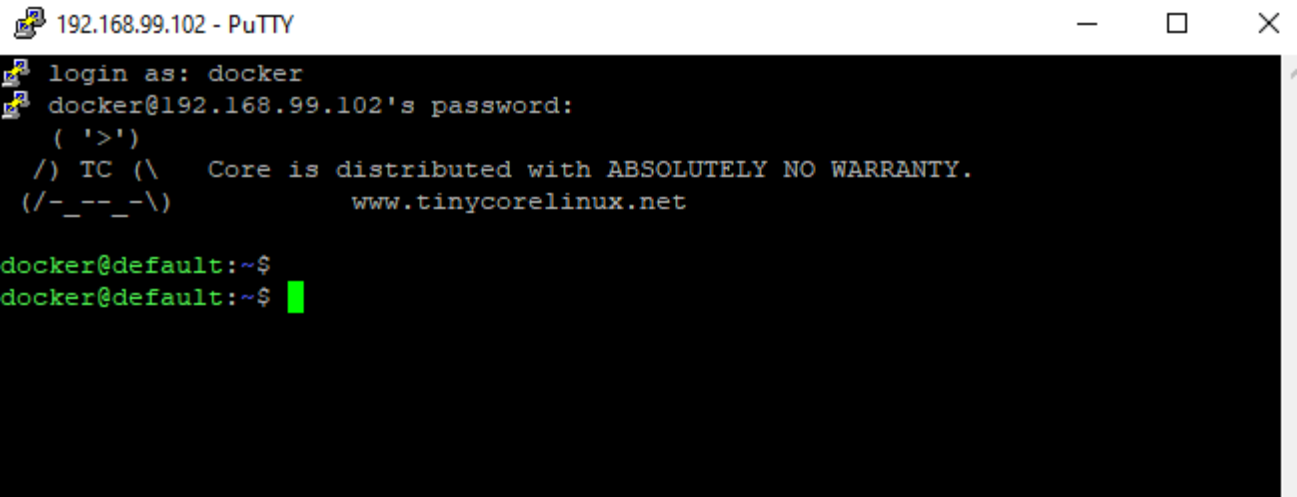 192.168.99.102 - PuTTY
login as: docker
docker@192.168.99.102's password:
   ( '>')
  /) TC (\   Core is distributed with ABSOLUTELY NO WARRANTY.
 (/-_--_-\)           www.tinycorelinux.net
docker@default:~$
docker@default:~$